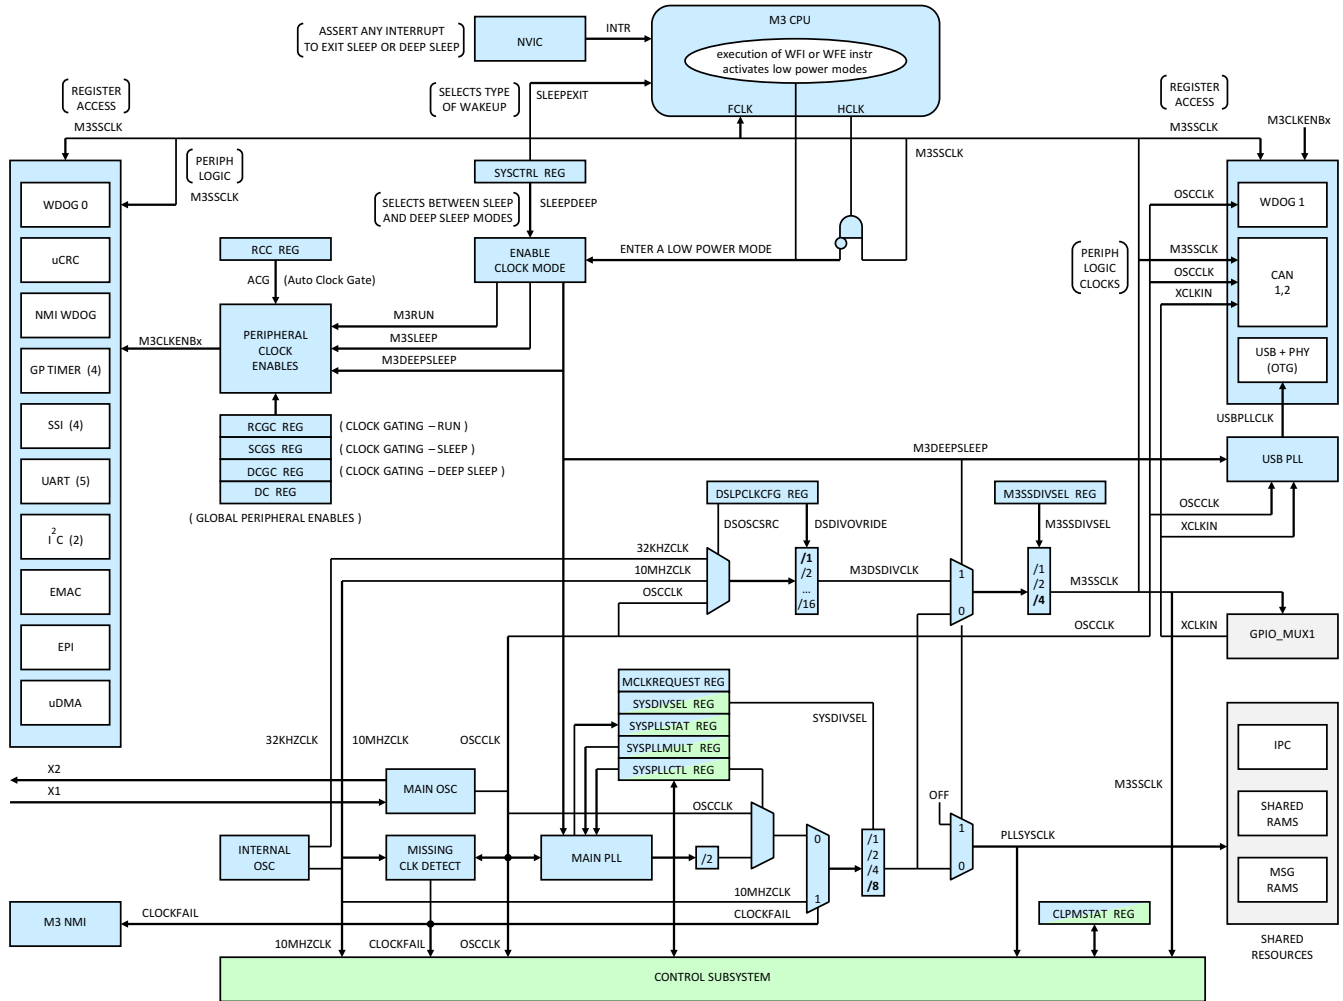 M3 CPU
ASSERT ANY INTERRUPT
TO EXIT SLEEP OR DEEP SLEEP
NVIC
INTR
execution of WFI or WFE instr
activates low power modes
FCLK
HCLK
SELECTS TYPE
OF WAKEUP
SLEEPEXIT
REGISTER
ACCESS
M3SSCLK
REGISTER
ACCESS
M3SSCLK
M3CLKENBx
PERIPH
LOGIC
M3SSCLK
SYSCTRL REG
M3SSCLK
SELECTS BETWEEN SLEEP
AND DEEP SLEEP MODES
SLEEPDEEP
WDOG 0
uCRC
NMI WDOG
GP TIMER (4)
SSI (4)
UART (5)
I2C (2)
EMAC
EPI
uDMA
RCC REG
ACG
(Auto Clock Gate)
ENABLE
CLOCK MODE
ENTER A LOW POWER MODE
M3RUN
M3SLEEP
M3DEEPSLEEP
PERIPHERAL
CLOCK
ENABLES
M3CLKENBx
RCGC REG
( CLOCK GATING – RUN )
SCGS REG
( CLOCK GATING – SLEEP )
DCGC REG
( CLOCK GATING – DEEP SLEEP )
DC REG
( GLOBAL PERIPHERAL ENABLES )
OSCCLK
WDOG 1
PERIPH
LOGIC
CLOCKS
M3SSCLK
OSCCLK
XCLKIN
CAN
1,2
USB + PHY
(OTG)
USBPLLCLK
USB PLL
M3DEEPSLEEP
OSCCLK
XCLKIN
DSLPCLKCFG REG
DSOSCSRC
DSDIVOVRIDE
M3SSDIVSEL REG
M3SSDIVSEL
32KHZCLK
10MHZCLK
OSCCLK
/1
/2
...
/16
M3DSDIVCLK
1
0
/1
/2
/4
M3SSCLK
OSCCLK
XCLKIN
GPIO_MUX1
MCLKREQUEST REG
SYSDIVSEL REG
SYSPLLSTAT REG
SYSPLLMULT REG
SYSPLLCTL REG
SYSDIVSEL
32KHZCLK
10MHZCLK
OSCCLK
X2
X1
MAIN OSC
INTERNAL
OSC
MISSING
CLK DETECT
MAIN PLL
/2
OSCCLK
0
1
10MHZCLK
CLOCKFAIL
/1
/2
/4
/8
OFF
1
0
PLLSYSCLK
M3SSCLK
IPC
SHARED
RAMS
MSG
RAMS
SHARED
RESOURCES
M3 NMI
CLOCKFAIL
10MHZCLK
CLOCKFAIL
OSCCLK
CLPMSTAT REG
CONTROL SUBSYSTEM